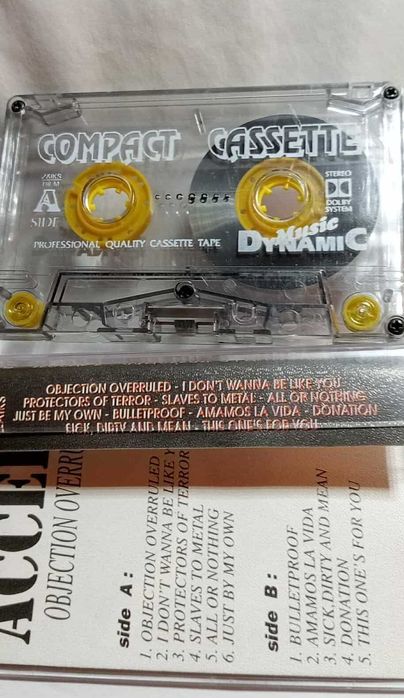 COMPACT CASSETTE
A
SIDE
STEREO
DOLBY
SYSTEM
PROFESSIONAL QUALITY CASSETTE TAPE
Music
DYNAMIC
OBJECTION OVERRULED - I DON'T WANNA BE LIKE YOU
PROTECTORS OF TERROR - SLAVES TO METAL - ALL OR NOTHING
JUST BE MY OWN - BULLETPROOF - AMAMOS LA VIDA - DONATION
SICK, DIRTY AND MEAN - THIS ONE'S FOR YOU
ACCE
OBJECTION OVERRU
side A :
1. OBJECTION OVERRULED
2. I DON'T WANNA BE LIKE Y
3. PROTECTORS OF TERROR
4. SLAVES TO METAL
5. ALL OR NOTHING
6. JUST BY MY OWN
side B :
1. BULLETPROOF
2. AMAMOS LA VIDA
3. SICK,DIRTY AND MEAN
4. DONATION
5. THIS ONE'S FOR YOU